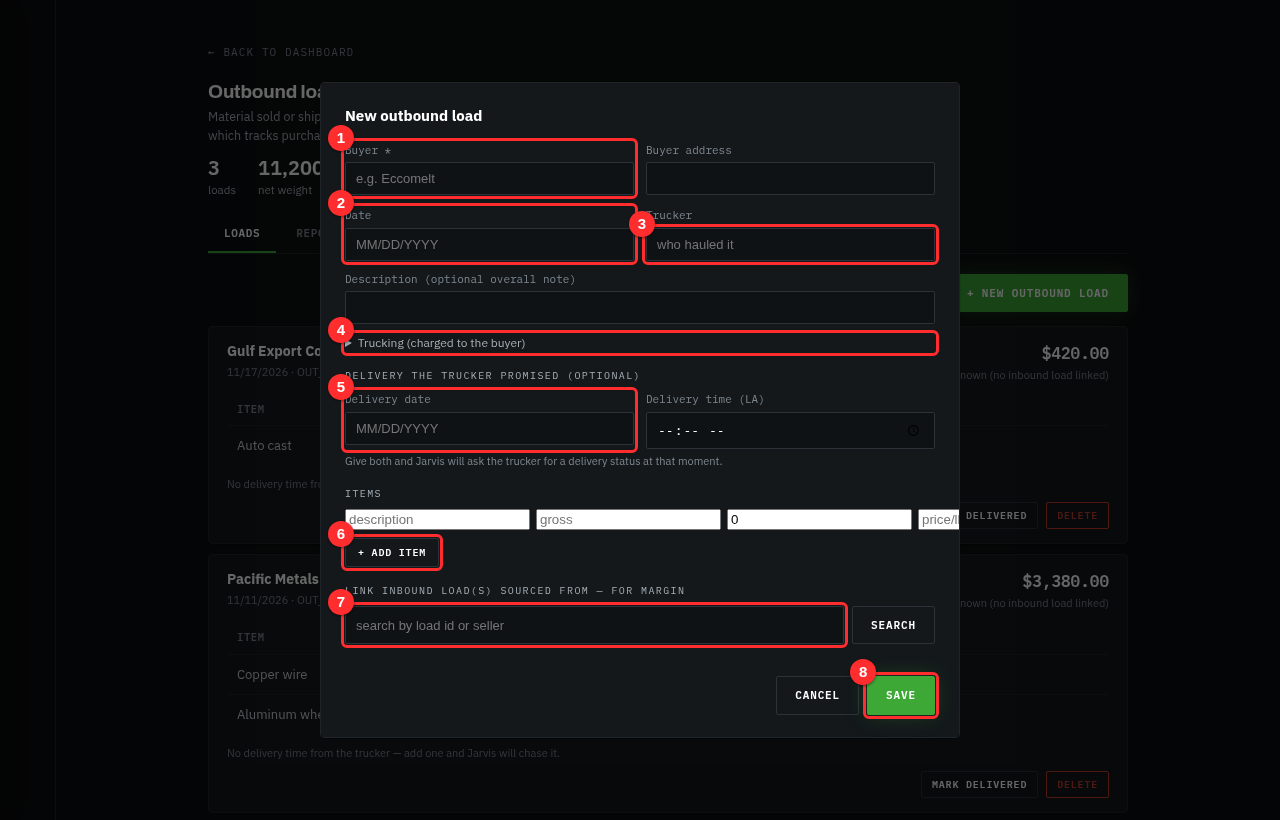 ← BACK TO DASHBOARD
Outbound loa
Material sold or ship
which tracks purcha
3
loads
11,200
net weight
LOADS
REPO
+ NEW OUTBOUND LOAD
Gulf Export Co
11/17/2026 · OUT_
$420.00
nown (no inbound load linked)
ITEM
Auto cast
No delivery time fr
DELIVERED
DELETE
Pacific Metals
11/11/2026 · OUT_
$3,380.00
nown (no inbound load linked)
ITEM
Copper wire
Aluminum whe
No delivery time from the trucker — add one and Jarvis will chase it.
MARK DELIVERED
DELETE
New outbound load
1
Buyer *
Buyer address
e.g. Eccomelt
2
Date
3
Trucker
MM/DD/YYYY
who hauled it
Description (optional overall note)
4
▶ Trucking (charged to the buyer)
DELIVERY THE TRUCKER PROMISED (OPTIONAL)
5
Delivery date
Delivery time (LA)
MM/DD/YYYY
--:-- --
Give both and Jarvis will ask the trucker for a delivery status at that moment.
ITEMS
description
gross
0
price/l
6
+ ADD ITEM
LINK INBOUND LOAD(S) SOURCED FROM — FOR MARGIN
7
search by load id or seller
SEARCH
8
CANCEL
SAVE